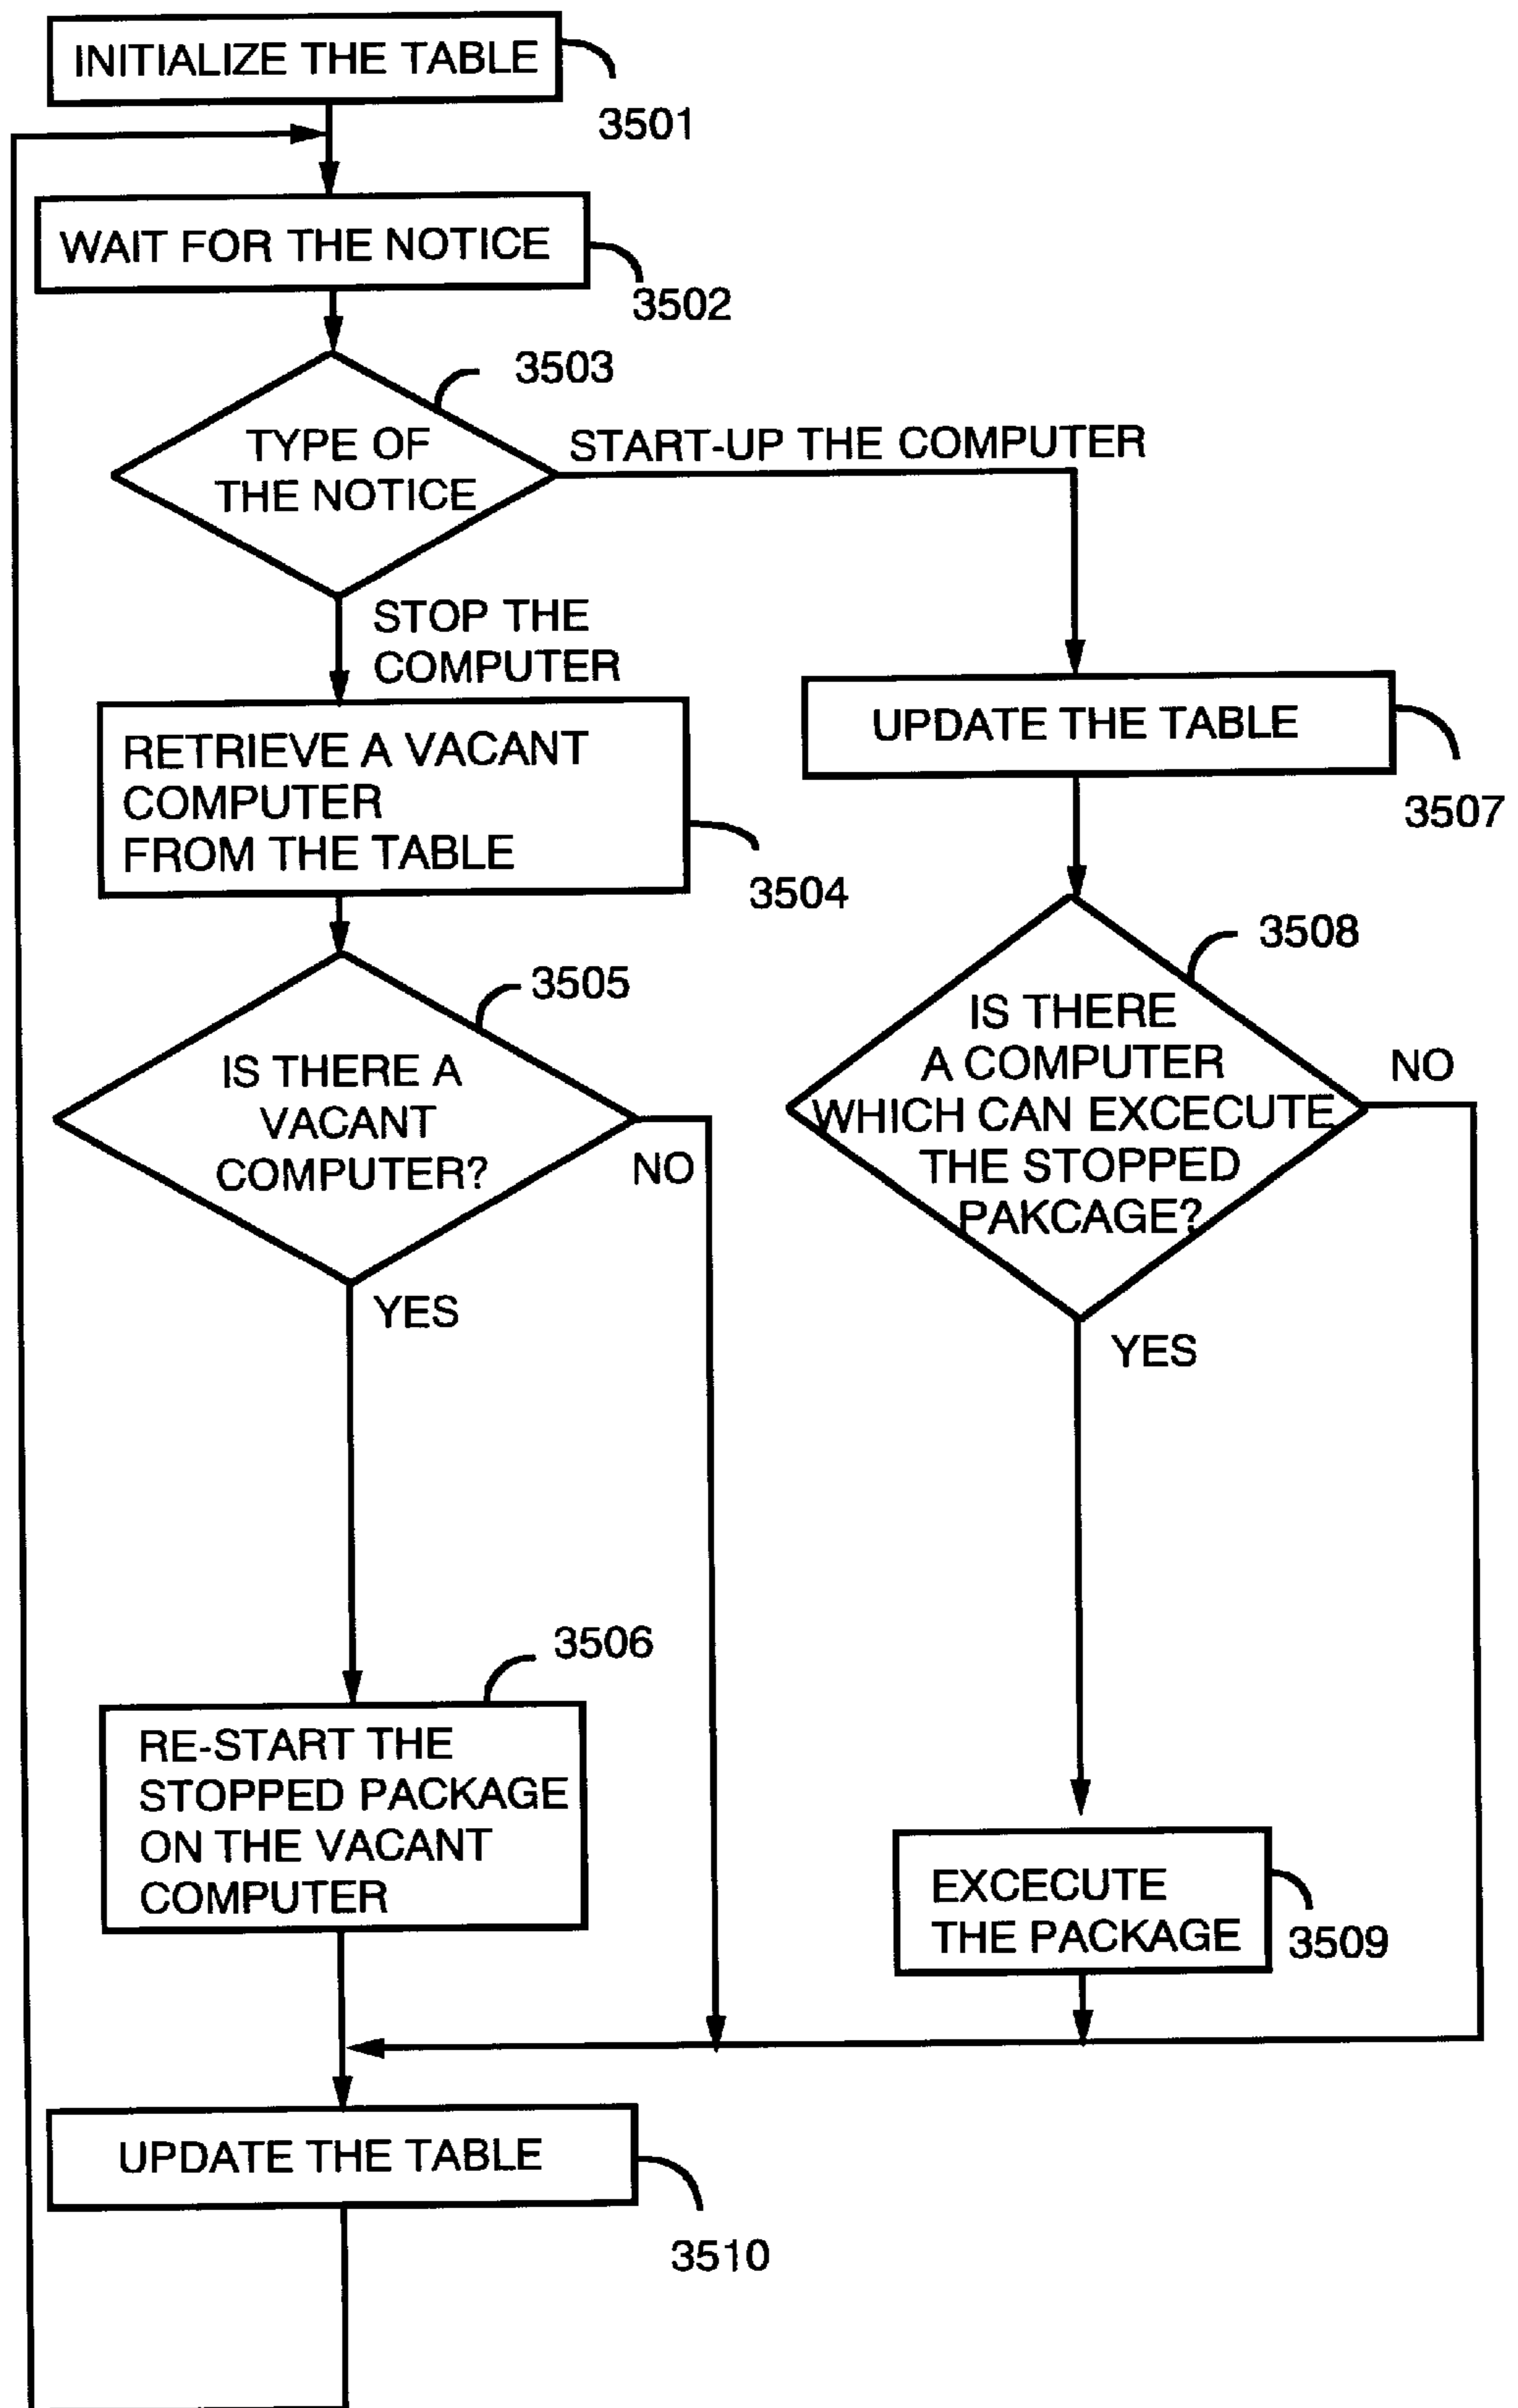 INITIALIZE THE TABLE
3501
WAIT FOR THE NOTICE
3502
3503
TYPE OF
THE NOTICE
START-UP THE COMPUTER
STOP THE
COMPUTER
RETRIEVE A VACANT
COMPUTER
FROM THE TABLE
3504
UPDATE THE TABLE
3507
3505
IS THERE A
VACANT
COMPUTER?
NO
YES
3508
IS THERE
A COMPUTER
WHICH CAN EXCECUTE
THE STOPPED
PAKCAGE?
NO
YES
3506
RE-START THE
STOPPED PACKAGE
ON THE VACANT
COMPUTER
EXCECUTE
THE PACKAGE
3509
UPDATE THE TABLE
3510